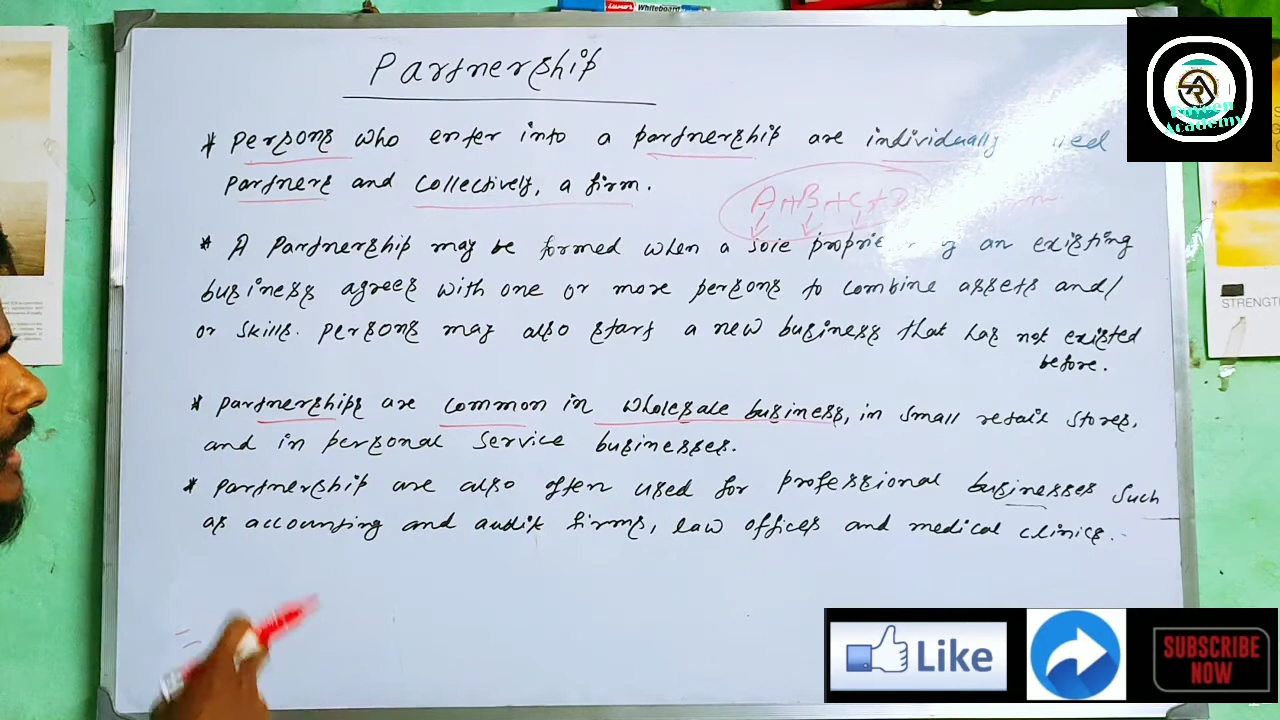 Luxor Whiteboard
Partnership
* Persons who enter into a partnership are individually
partners and collectively, a firm.
A + B + C + D
* A Partnership may be formed when a sole an existing
business agrees with one or more persons to combine assets and/
or skills. Persons may also start a new business that has not existed
before.
* Partnerships are common in wholesale business, in small retail stores,
and in personal service businesses.
* Partnership are also often used for professional businesses such
as accounting and audit firms, law offices and medical clinics.
Academy
STRENGTH
Like
SUBSCRIBE
NOW